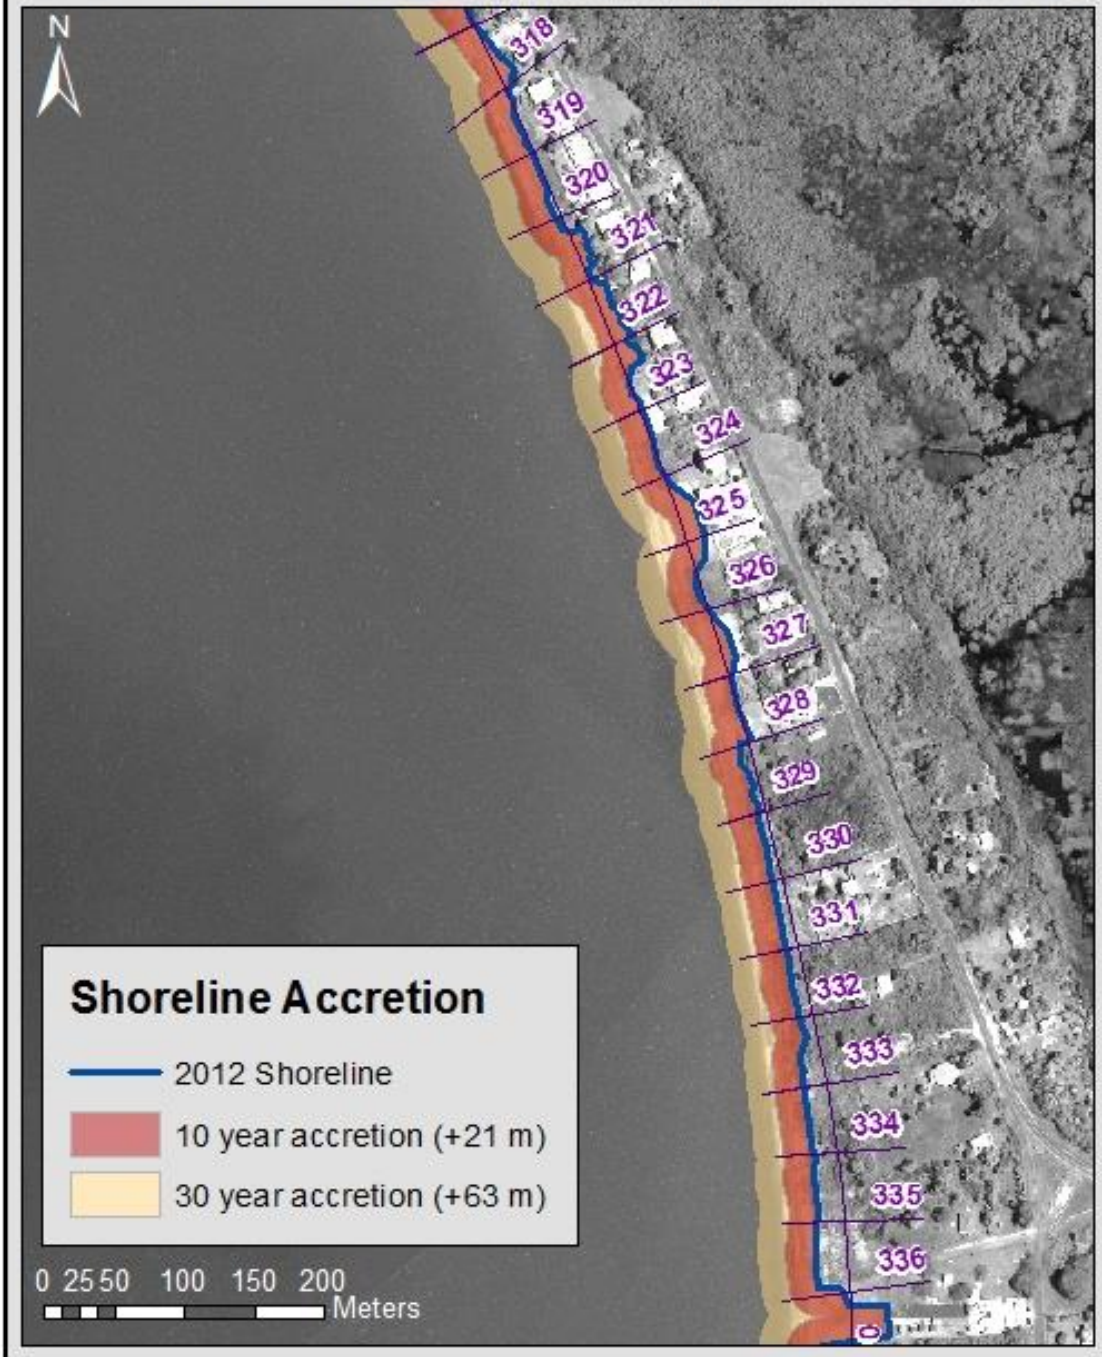 N
318
319
320
321
322
323
324
325
326
327
328
329
330
331
332
333
334
335
336
0
Shoreline Accretion
2012 Shoreline
10 year accretion (+21 m)
30 year accretion (+63 m)
0 25 50 100 150 200
Meters